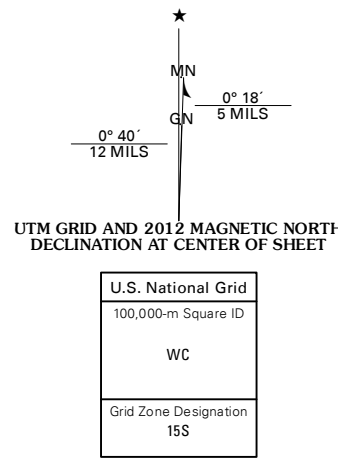 ★
MN
0° 18´
5 MILS
GN
0° 40´
12 MILS
UTM GRID AND 2012 MAGNETIC NORTH
DECLINATION AT CENTER OF SHEET
U.S. National Grid
100,000-m Square ID
WC
Grid Zone Designation
15S